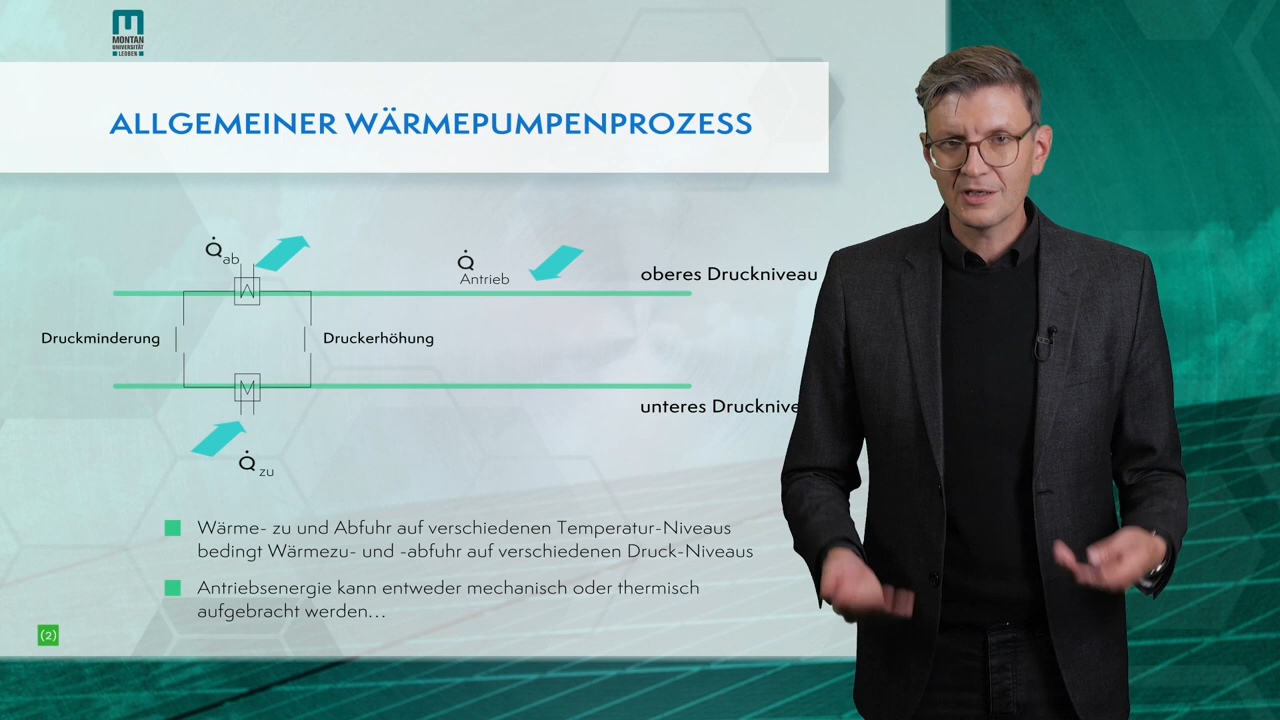 MONTAN
UNIVERSITÄT
LEOBEN
ALLGEMEINER WÄRMEPUMPENPROZESS
Q̇ab
Q̇Antrieb
oberes Druckniveau
Druckminderung
Druckerhöhung
unteres
Q̇zu
Wärme- zu und Abfuhr auf verschiedenen Temperatur-Niveaus
bedingt Wärmezu- und -abfuhr auf verschiedenen Druck-Niveaus
Antriebsenergie kann entweder mechanisch oder thermisch
aufgebracht werden...
(2)